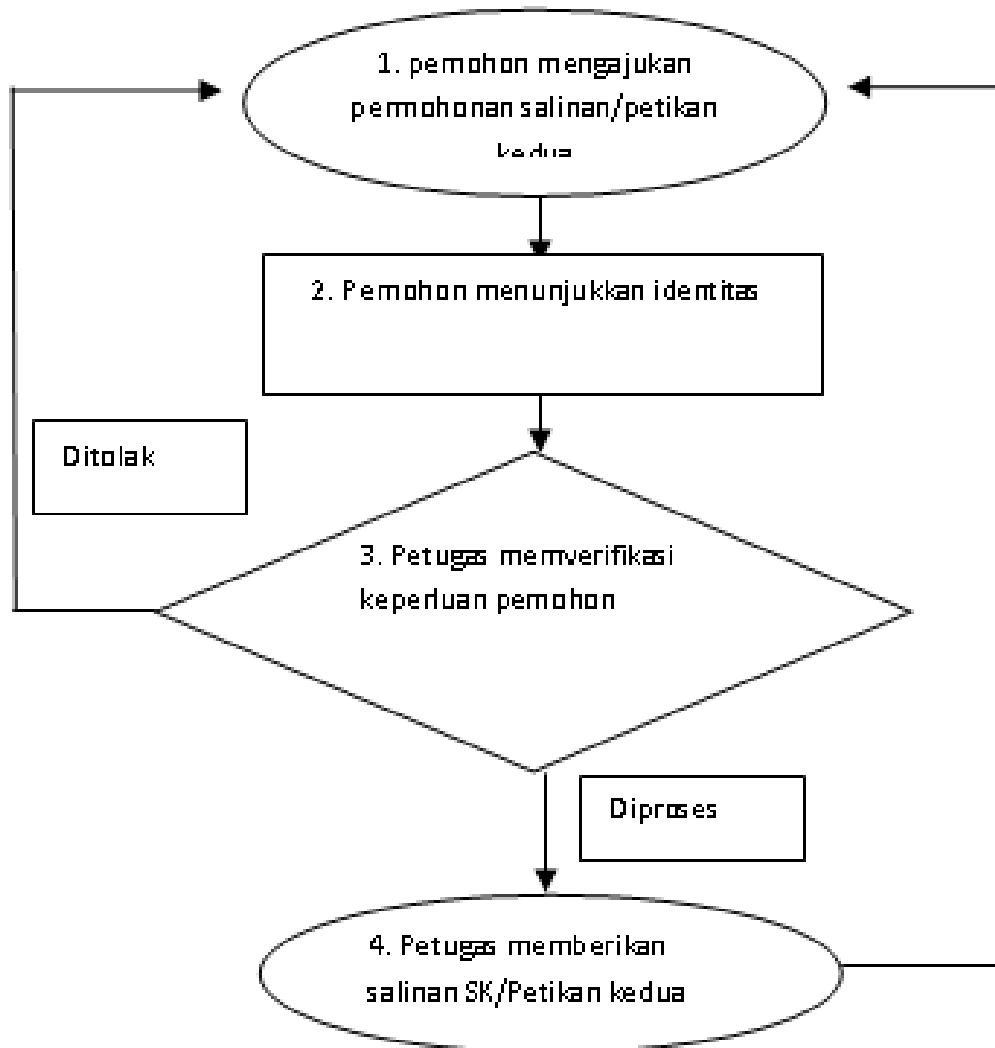 1. pemohon mengajukan
permohonan salinan/petikan
kedua
2. Pemohon menunjukkan identitas
Ditolak
3. Petugas memverifikasi
keperluan pemohon
Diproses
4. Petugas memberikan
salinan SK/Petikan kedua